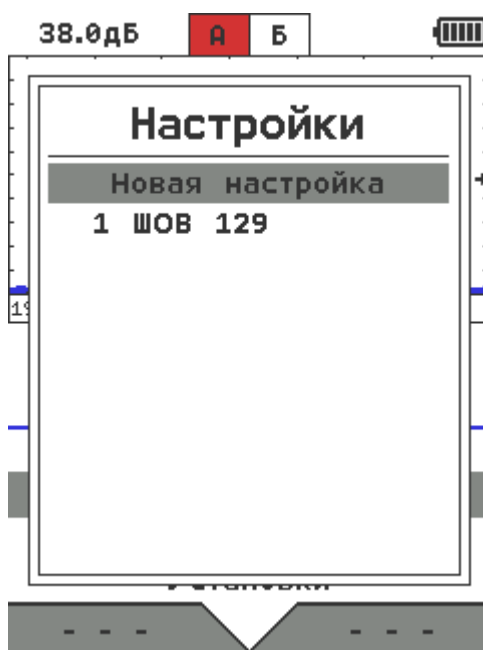 38.0дБ А Б
Настройки
Новая настройка
1 ШОВ 129
- - - - - -